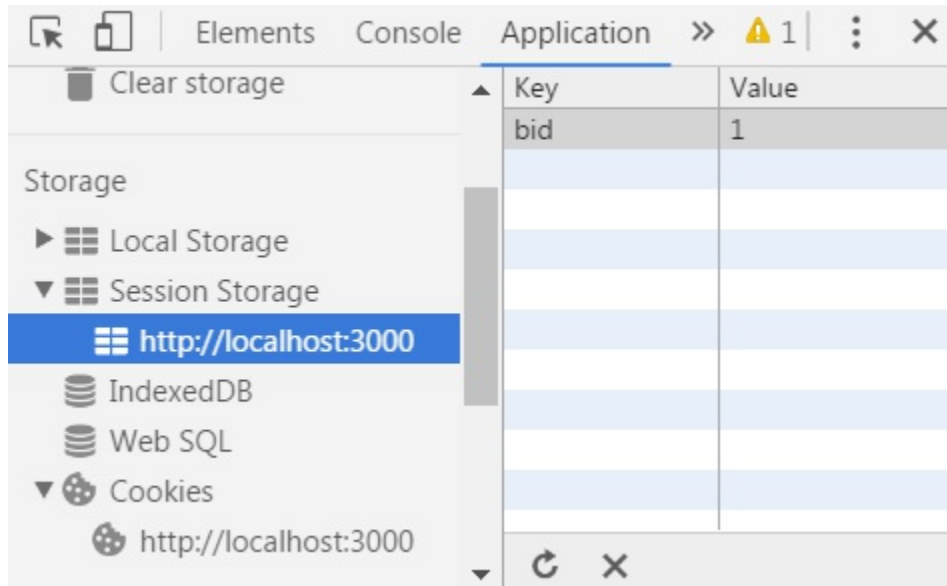 Elements Console Application 1
Clear storage
Storage
Local Storage
Session Storage
http://localhost:3000
IndexedDB
Web SQL
Cookies
http://localhost:3000
Key Value
bid 1